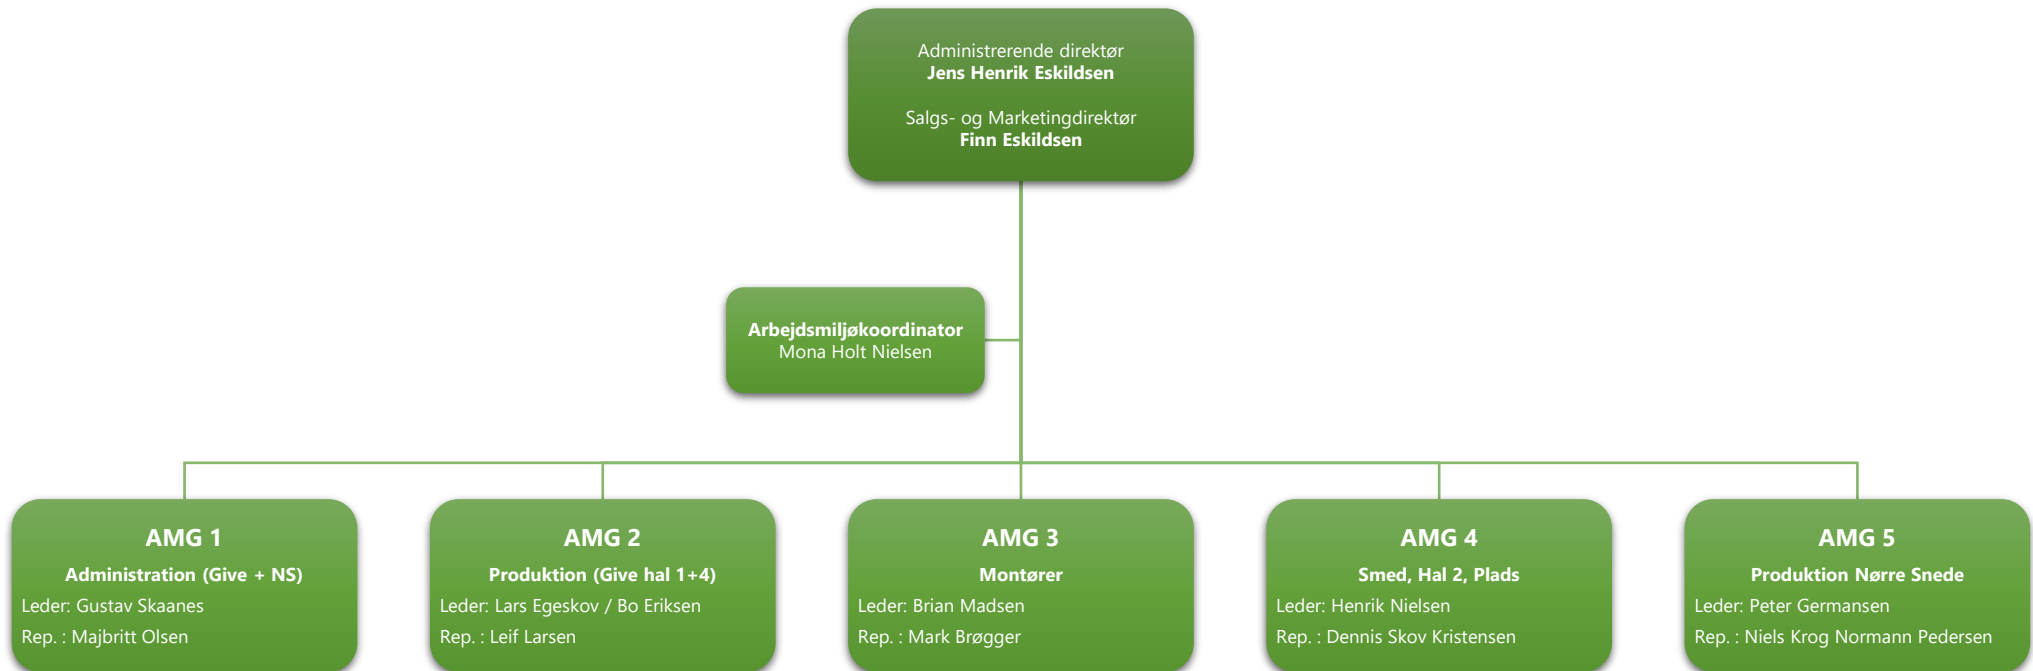 Administrerende direktør
Jens Henrik Eskildsen
Salgs- og Marketingdirektør
Finn Eskildsen
Arbejdsmiljøkoordinator
Mona Holt Nielsen
AMG 1
Administration (Give + NS)
Leder: Gustav Skaanes
Rep. : Majbritt Olsen
AMG 2
Produktion (Give hal 1+4)
Leder: Lars Egeskov / Bo Eriksen
Rep. : Leif Larsen
AMG 3
Montører
Leder: Brian Madsen
Rep. : Mark Brøgger
AMG 4
Smed, Hal 2, Plads
Leder: Henrik Nielsen
Rep. : Dennis Skov Kristensen
AMG 5
Produktion Nørre Snede
Leder: Peter Germansen
Rep. : Niels Krog Normann Pedersen